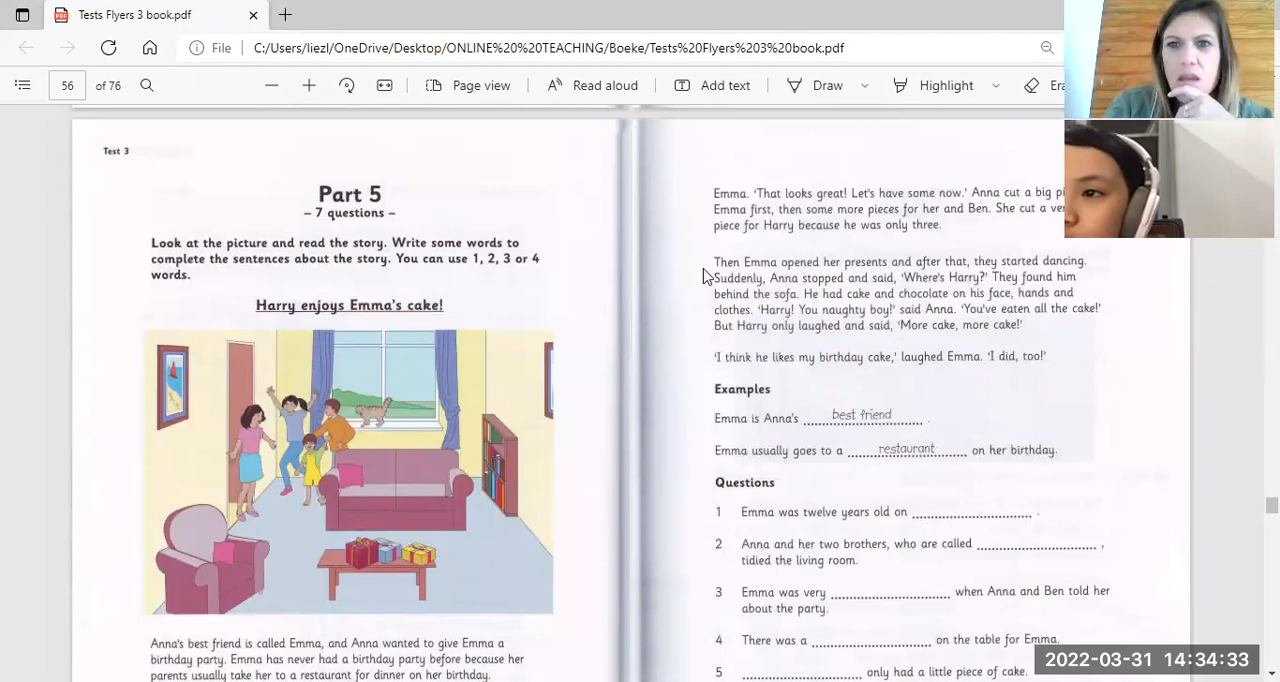 Tests Flyers 3 book.pdf
File C:/Users/liezl/OneDrive/Desktop/ONLINE%20%20TEACHING/Boeke/Tests%20Flyers%203%20book.pdf
56 of 76 Page view Read aloud Add text Draw Highlight
Test 3
Part 5
– 7 questions –
Look at the picture and read the story. Write some words to
complete the sentences about the story. You can use 1, 2, 3 or 4
words.
Harry enjoys Emma's cake!
Anna's best friend is called Emma, and Anna wanted to give Emma a
birthday party. Emma has never had a birthday party before because her
parents usually take her to a restaurant for dinner on her birthday.
Emma. 'That looks great! Let's have some now.' Anna cut a big
Emma first, then some more pieces for her and Ben. She cut a
piece for Harry because he was only three.
Then Emma opened her presents and after that, they started dancing.
Suddenly, Anna stopped and said, 'Where's Harry?' They found him
behind the sofa. He had cake and chocolate on his face, hands and
clothes. 'Harry! You naughty boy!' said Anna. 'You've eaten all the cake!'
But Harry only laughed and said, 'More cake, more cake!'
'I think he likes my birthday cake,' laughed Emma. 'I did, too!'
Examples
Emma is Anna's best friend .
Emma usually goes to a restaurant on her birthday.
Questions
1 Emma was twelve years old on .
2 Anna and her two brothers, who are called ,
tidied the living room.
3 Emma was very when Anna and Ben told her
about the party.
4 There was a on the table for Emma.
5 only had a little piece of cake.
2022-03-31 14:34:33